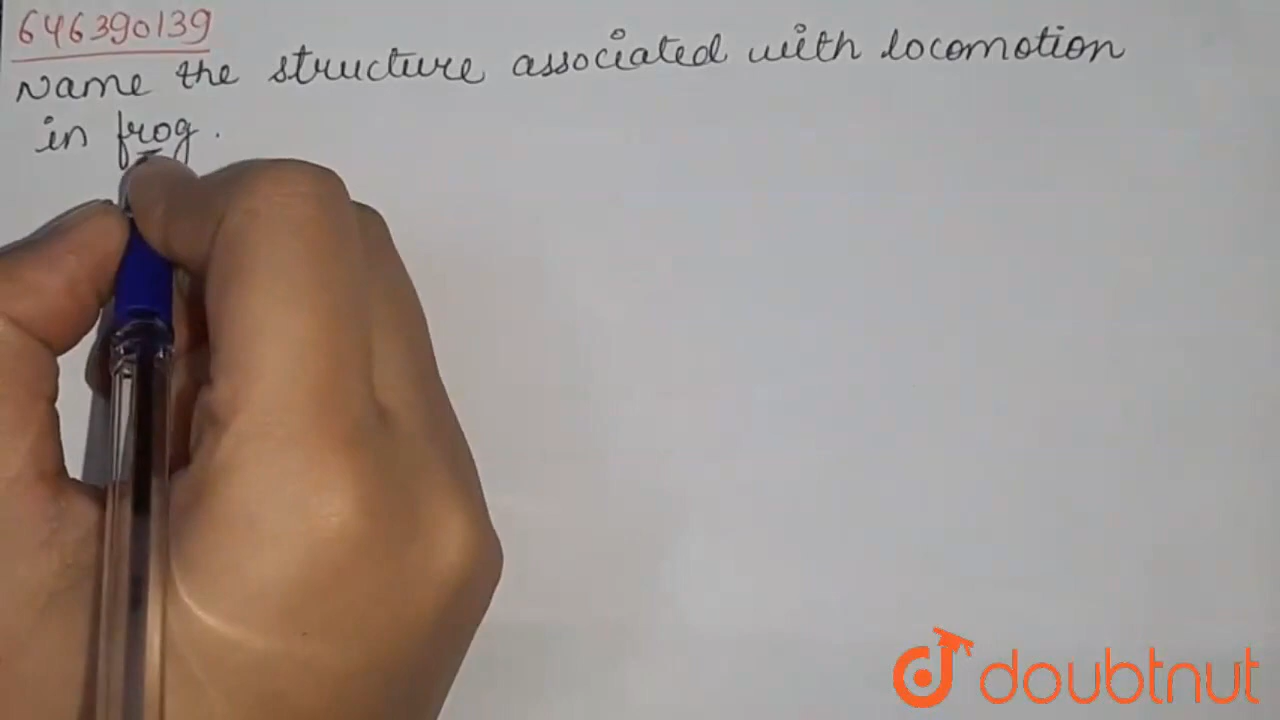 646390139
Name the structure associated with locomotion
in frog.
doubtnut